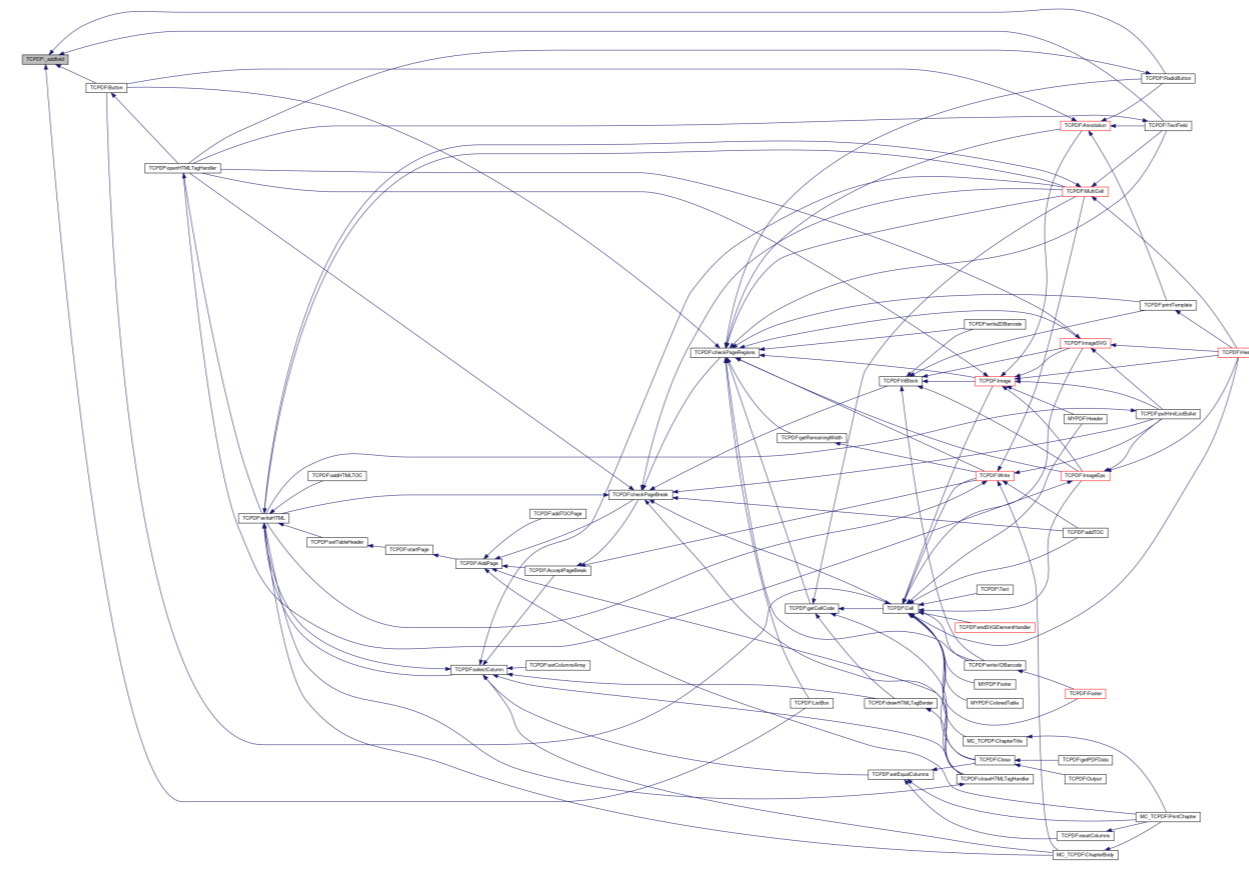 TCPDF\_addfield
TCPDF\RadioButton
TCPDF\Button
TCPDF\Annotation
TCPDF\TextField
TCPDF\openHTMLTagHandler
TCPDF\MultiCell
TCPDF\printTemplate
TCPDF\write2DBarcode
TCPDF\ImageSVG
TCPDF\checkPageRegions
TCPDF\fitBlock
TCPDF\Image
TCPDF\putHtmlListBullet
MYPDF\Header
TCPDF\getRemainingWidth
TCPDF\addHTMLTOC
TCPDF\Write
TCPDF\ImageEps
TCPDF\checkPageBreak
TCPDF\addTOCPage
TCPDF\writeHTML
TCPDF\addTOC
TCPDF\setTableHeader
TCPDF\startPage
TCPDF\AddPage
TCPDF\AcceptPageBreak
TCPDF\Text
TCPDF\getCellCode
TCPDF\Cell
TCPDF\endSVGElementHandler
TCPDF\selectColumn
TCPDF\setColumnsArray
TCPDF\write1DBarcode
MYPDF\Footer
TCPDF\Footer
TCPDF\ListBox
TCPDF\drawHTMLTagBorder
MYPDF\ColoredTable
MC_TCPDF\ChapterTitle
TCPDF\Close
TCPDF\getPDFData
TCPDF\setEqualColumns
TCPDF\closeHTMLTagHandler
TCPDF\Output
MC_TCPDF\PrintChapter
TCPDF\resetColumns
MC_TCPDF\ChapterBody